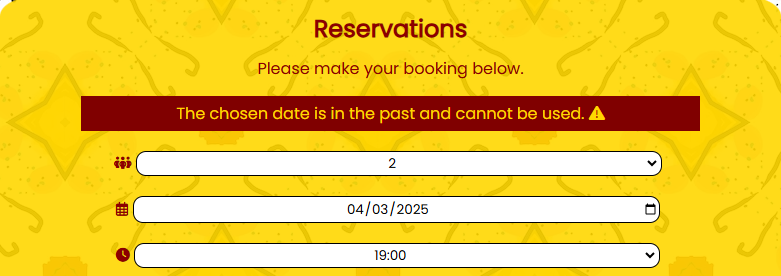 Reservations
Please make your booking below.
The chosen date is in the past and cannot be used.
2
04/03/2025
19:00